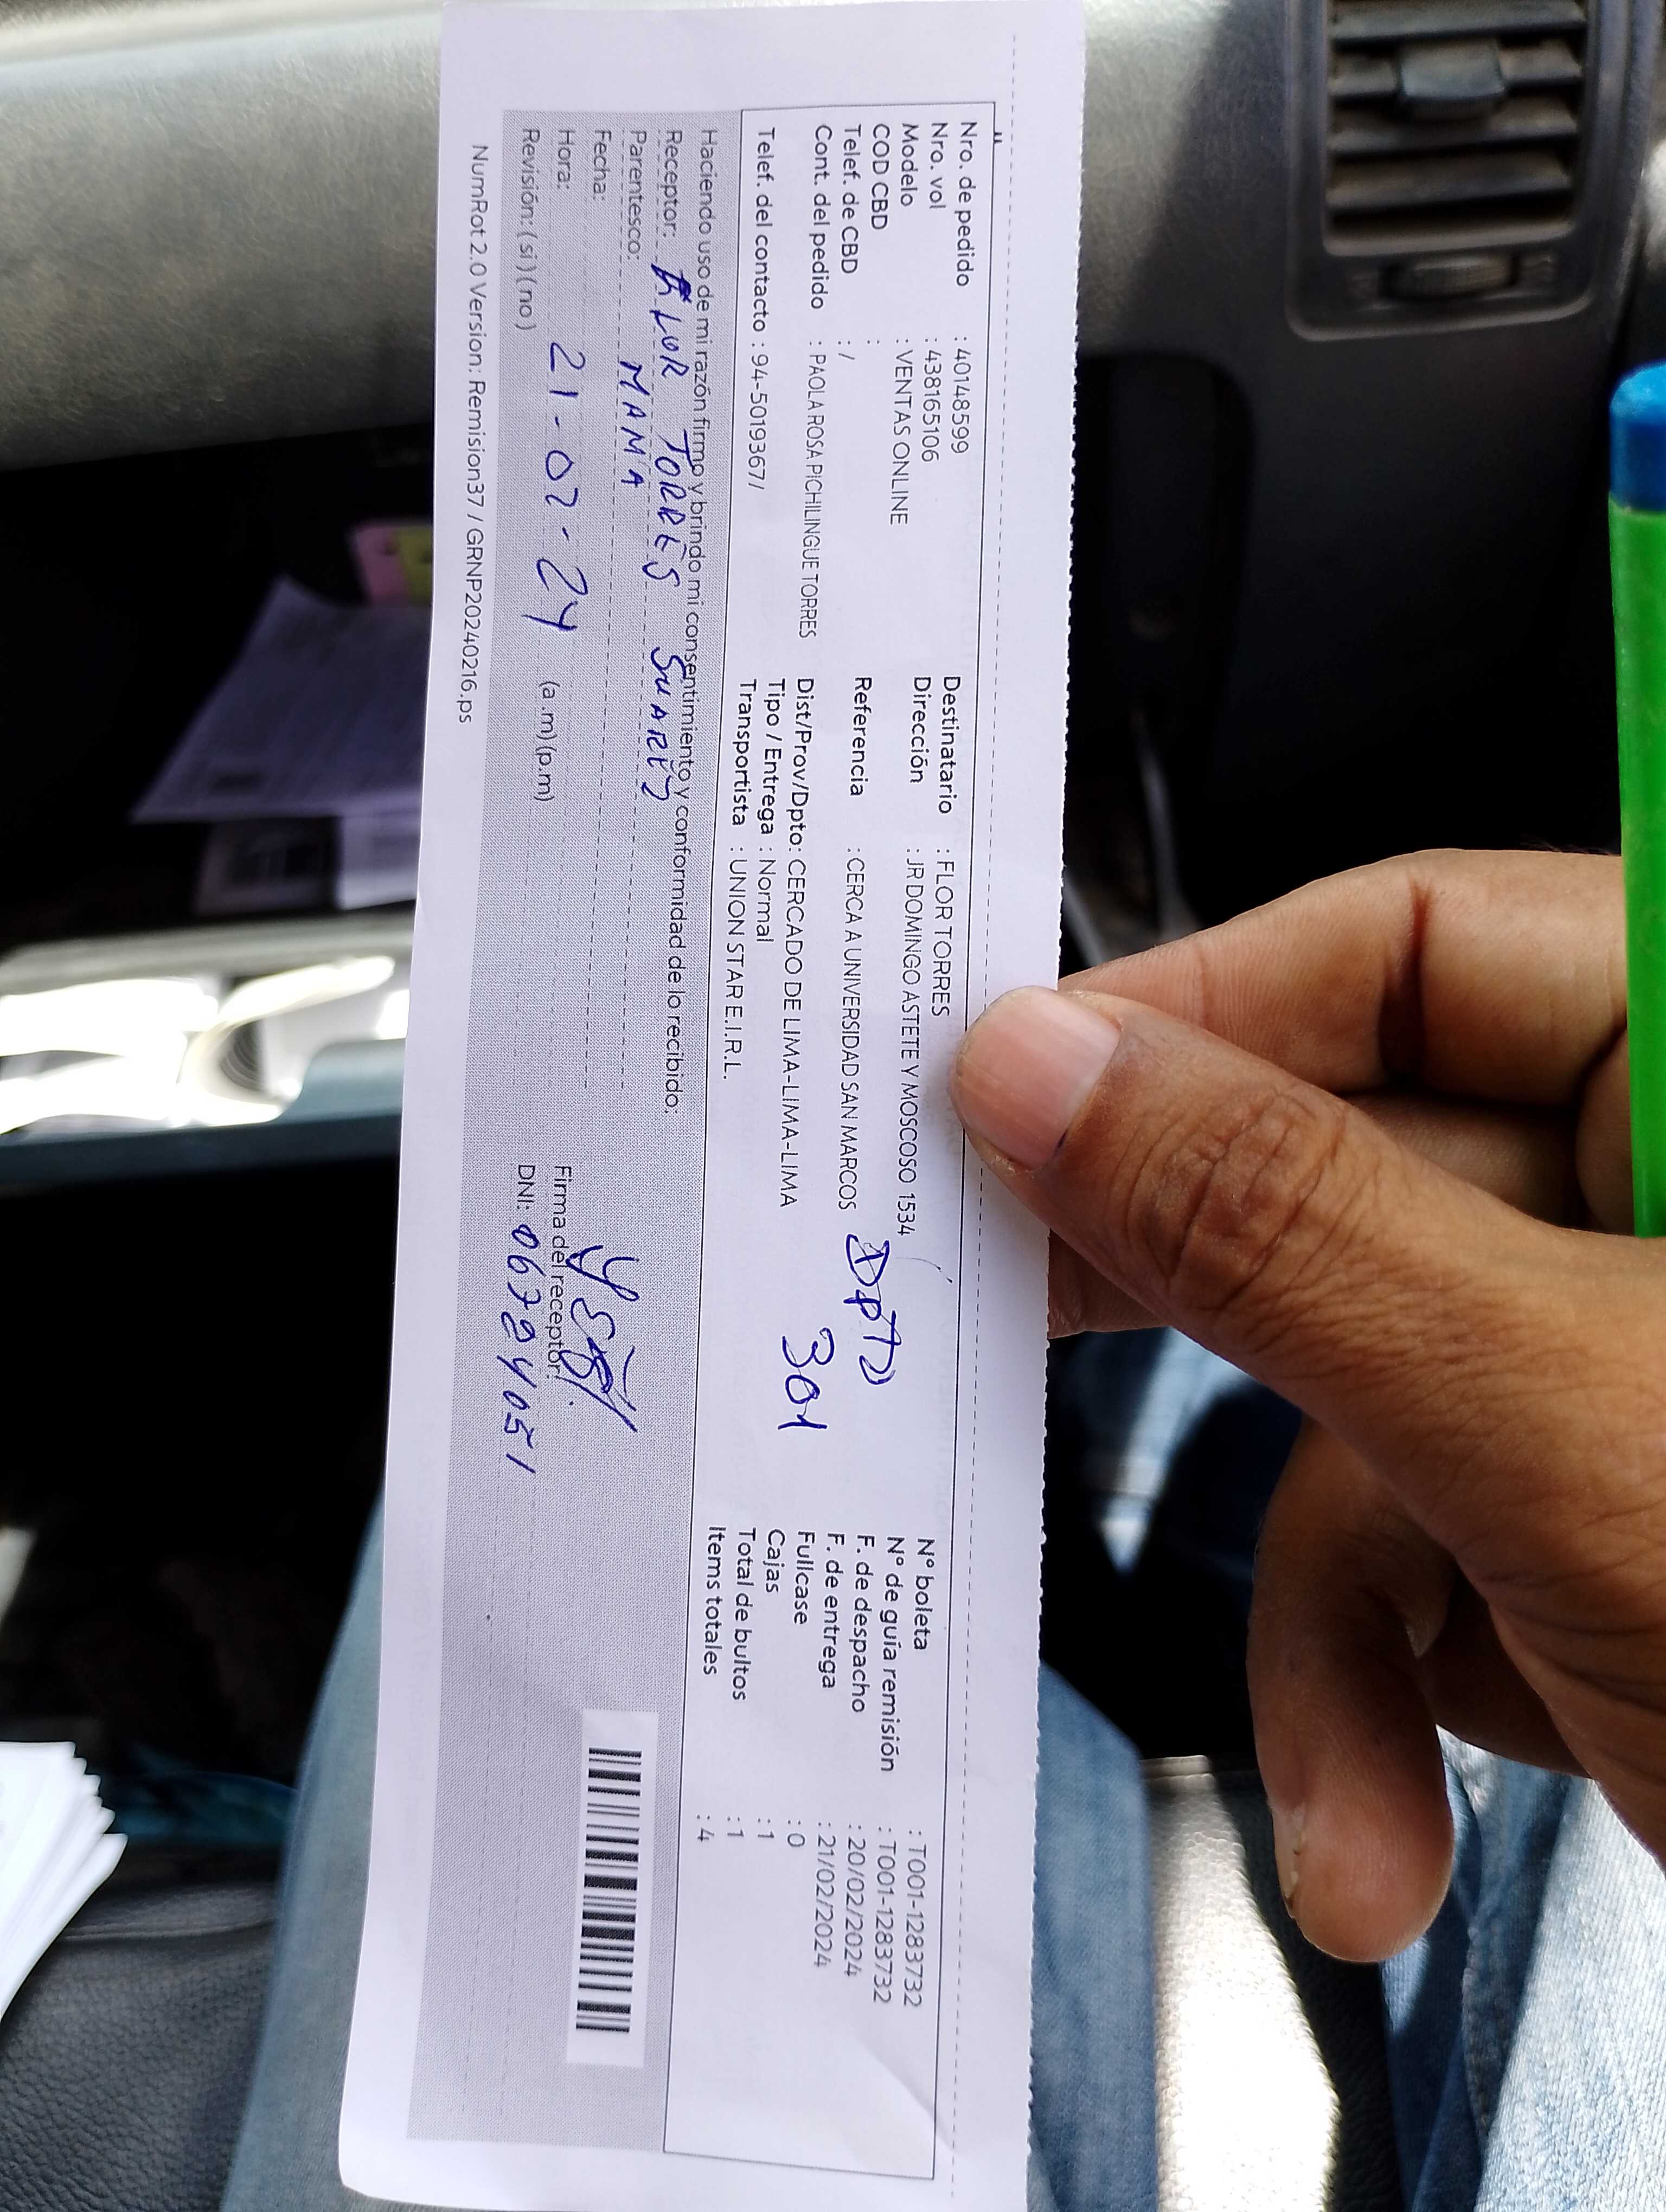 Nro. de pedido : 40148599
Nro. vol : 438165106
Modelo : VENTAS ONLINE
COD CBD :
Telef. de CBD : /
Cont. del pedido : PAOLA ROSA PICHILINGUE TORRES
Telef. del contacto : 94-5019367/
Destinatario : FLOR TORRES
Dirección : JR DOMINGO ASTETE Y MOSCOSO 1534
Referencia : CERCA A UNIVERSIDAD SAN MARCOS
DPTO
301
Dist/Prov/Dpto: CERCADO DE LIMA-LIMA-LIMA
Tipo / Entrega : Normal
Transportista : UNION STAR E.I.R.L.
N° boleta : T001-1283732
N° de guía remisión : T001-1283732
F. de despacho : 20/02/2024
F. de entrega : 21/02/2024
Fullcase : 0
Cajas : 1
Total de bultos : 1
Items totales : 4
Haciendo uso de mi razón firmo y brindo mi consentimiento y conformidad de lo recibido:
Receptor: FLOR TORRES
Parentesco: MAMA
Fecha:
Hora: 21-02-24 (a.m)(p.m)
Revisión: ( si ) ( no )
Firma del receptor:
DNI: 06724051
NumRot 2.0 Version: Remision37 / GRNP20240216.ps